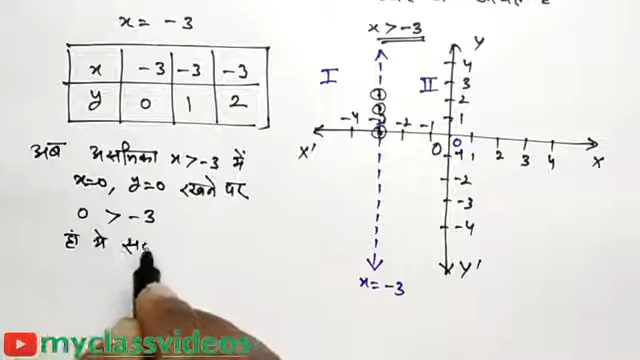 x = -3
x -3 -3 -3
y 0 1 2
अब असमिका x > -3 में
x=0, y=0 रखने पर
0 > -3
हां ये
x > -3
I II
Y
4
3
2
1
-4 -3 -2 -1 0 1 2 3 4
X' O X
-1
-2
-3
-4
Y'
x = -3
myclassvideos